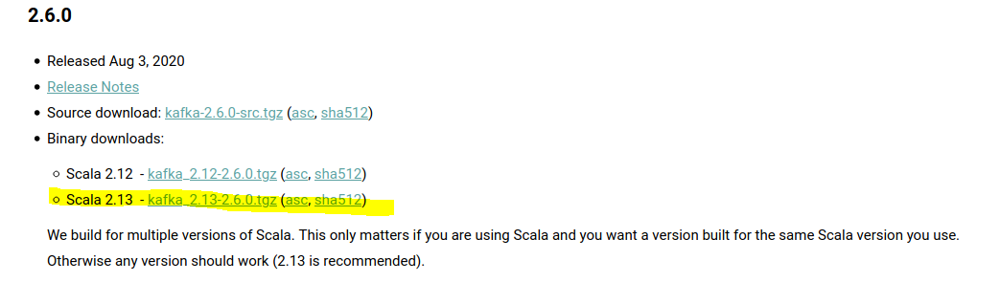 2.6.0
• Released Aug 3, 2020
• Release Notes
• Source download: kafka-2.6.0-src.tgz (asc, sha512)
• Binary downloads:
○ Scala 2.12 - kafka_2.12-2.6.0.tgz (asc, sha512)
○ Scala 2.13 - kafka_2.13-2.6.0.tgz (asc, sha512)
We build for multiple versions of Scala. This only matters if you are using Scala and you want a version built for the same Scala version you use.
Otherwise any version should work (2.13 is recommended).